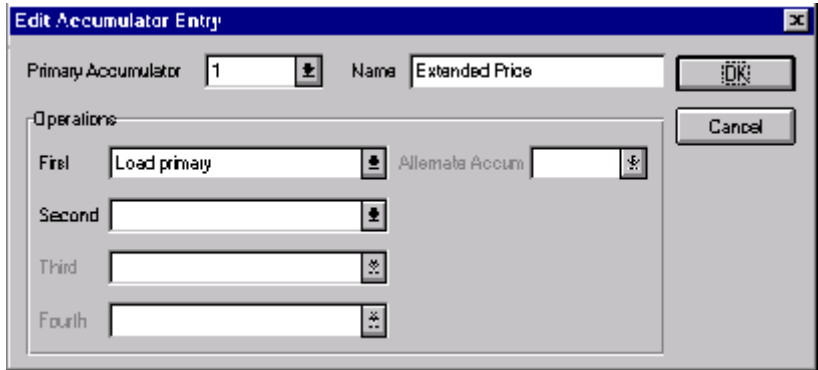 Edit Accumulator Entry
Primary Accumulator 1 Name Extended Price OK
Operations Cancel
First Load primary Alternate Accum
Second
Third
Fourth